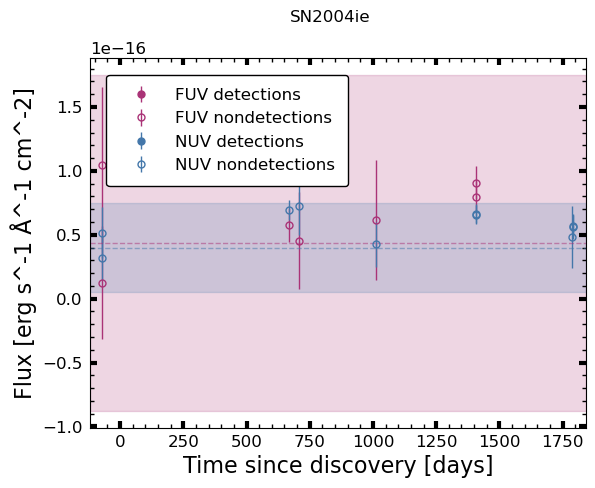 SN2004ie
1e−16
FUV detections
FUV nondetections
NUV detections
NUV nondetections
1.5
1.0
0.5
0.0
−0.5
−1.0
Flux [erg s^-1 Å^-1 cm^-2]
0 250 500 750 1000 1250 1500 1750
Time since discovery [days]